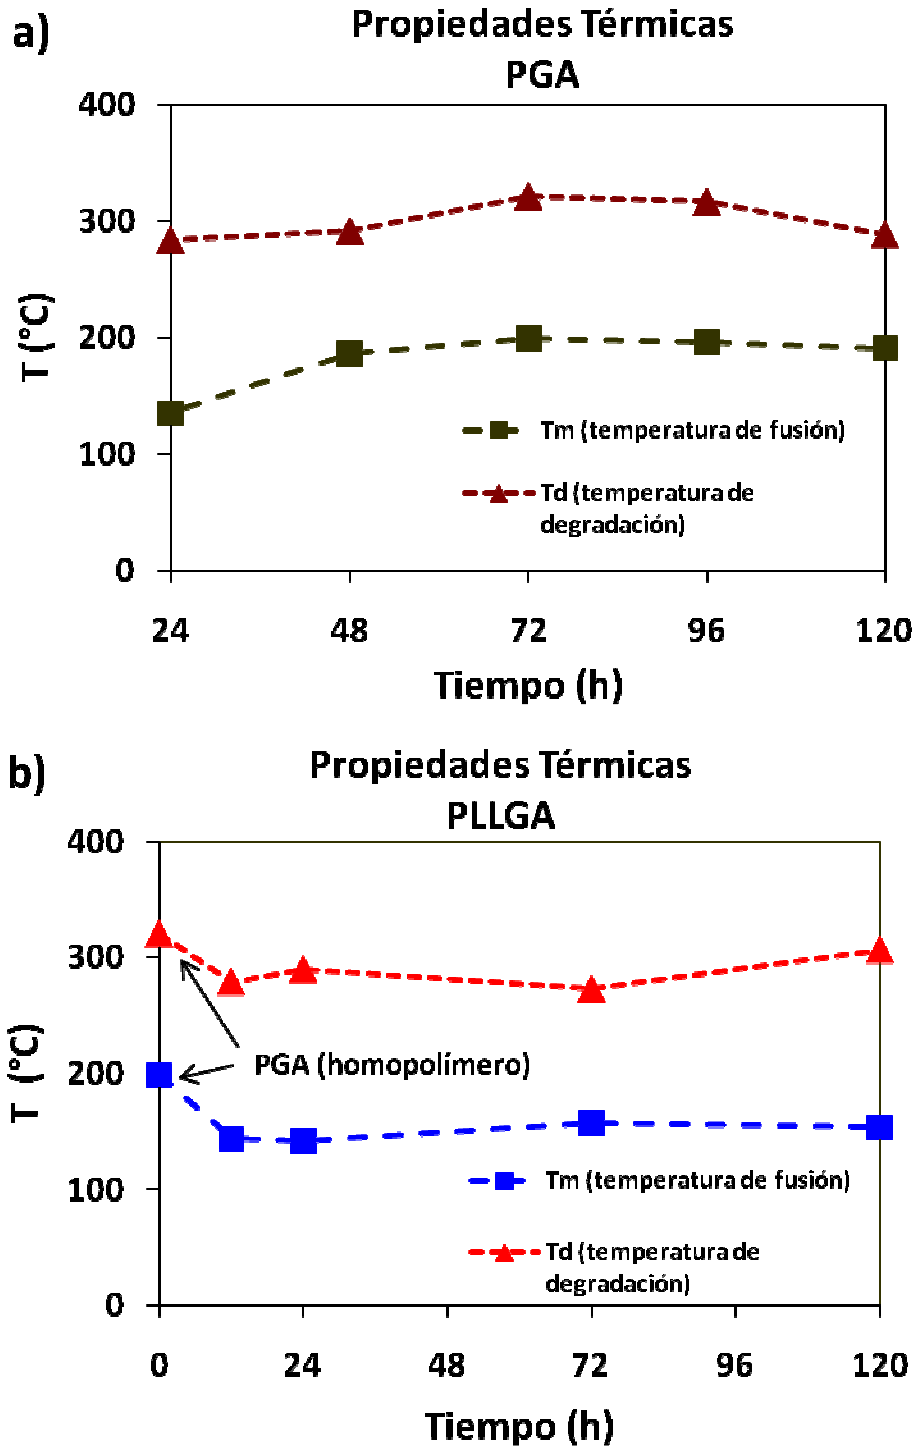 a)
Propiedades Térmicas
PGA
400
300
200
100
0
T (°C)
Tm (temperatura de fusión)
Td (temperatura de
degradación)
24 48 72 96 120
Tiempo (h)
b)
Propiedades Térmicas
PLLGA
400
300
200
100
0
T (°C)
PGA (homopolímero)
Tm (temperatura de fusión)
Td (temperatura de
degradación)
0 24 48 72 96 120
Tiempo (h)